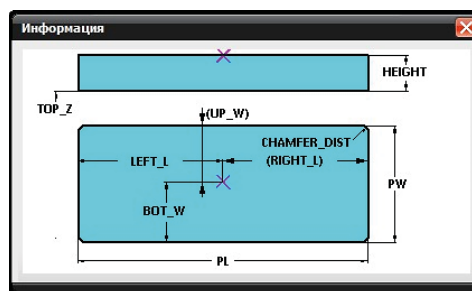 Информация
HEIGHT
TOP_Z
(UP_W)
CHAMFER_DIST
LEFT_L
(RIGHT_L)
PW
BOT_W
PL